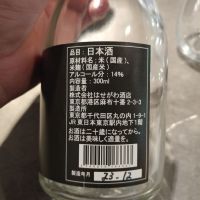 品目：日本酒
原材料名：米（国産）、
米麹（国産米）
アルコール分：14%
内容量：300ml
製造者
株式会社はせがわ酒店
東京都港区麻布十番2-3-3
製造場
東京都千代田区丸の内1-9-1
JR東日本東京駅内地下1階
お酒は二十歳になってから。
お酒は美味しく適量を。
製造年月 23-12